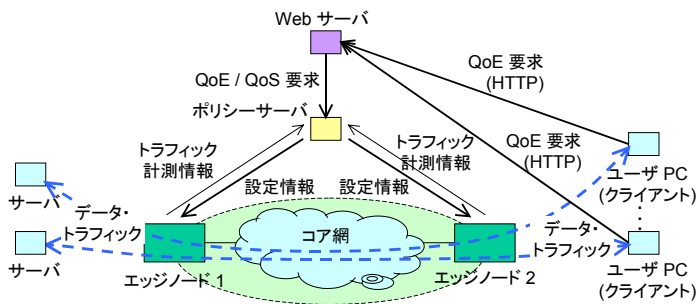 Web サーバ
QoE / QoS 要求
ポリシーサーバ
QoE 要求
(HTTP)
QoE 要求
(HTTP)
トラフィック
計測情報
トラフィック
計測情報
設定情報
設定情報
サーバ
サーバ
データ・
トラフィック
コア網
データ・
トラフィック
エッジノード 1
エッジノード 2
ユーザ PC
(クライアント)
ユーザ PC
(クライアント)